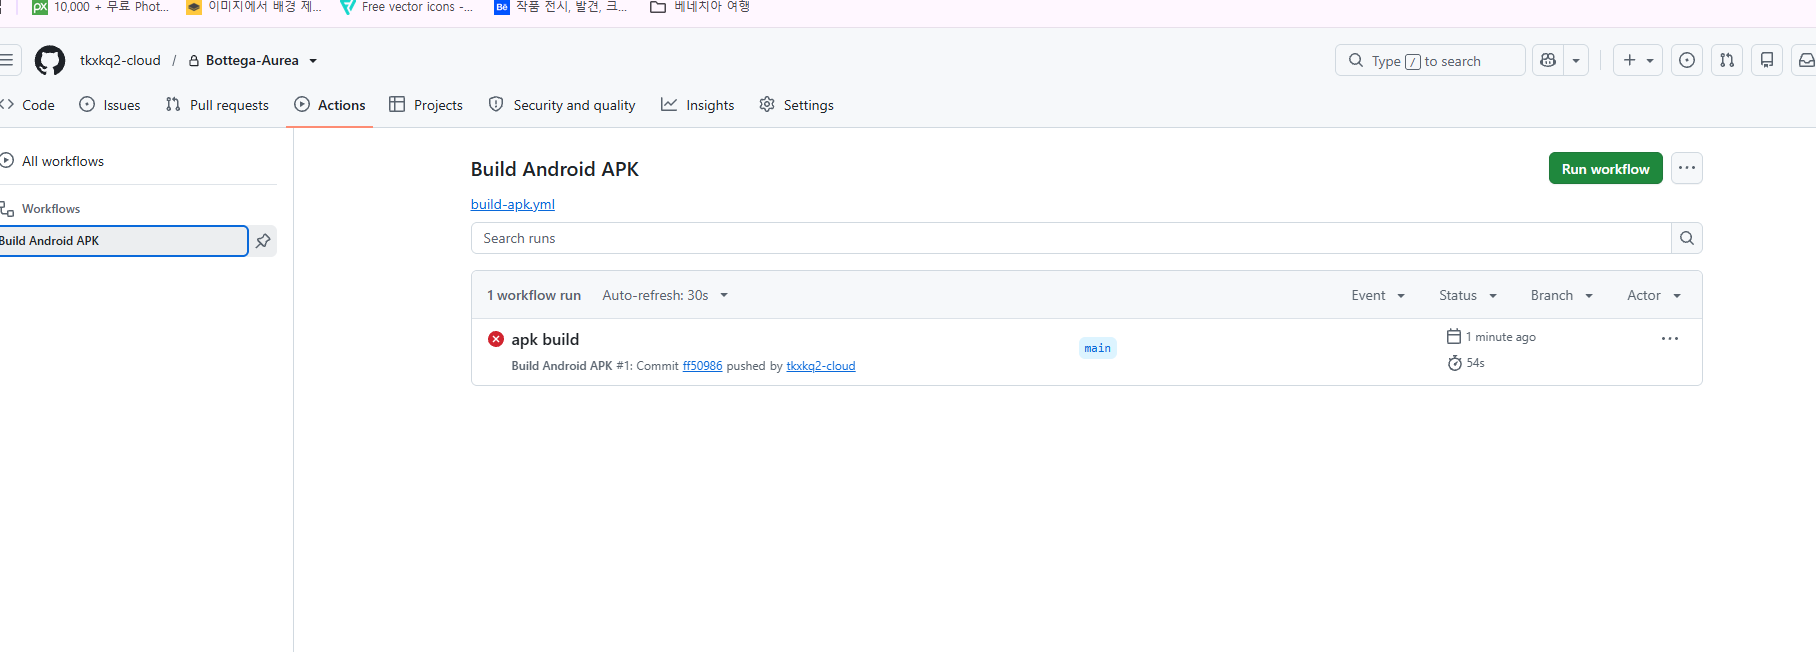 10,000 + 무료 Phot... 이미지에서 배경 제... Free vector icons -... Bē 작품 전시, 발견, 크... 베네치아 여행
tkxkq2-cloud / Bottega-Aurea Type / to search
Code Issues Pull requests Actions Projects Security and quality Insights Settings
All workflows
Workflows
Build Android APK
Build Android APK Run workflow
build-apk.yml
Search runs
1 workflow run Auto-refresh: 30s Event Status Branch Actor
apk build main 1 minute ago
Build Android APK #1: Commit ff50986 pushed by tkxkq2-cloud 54s